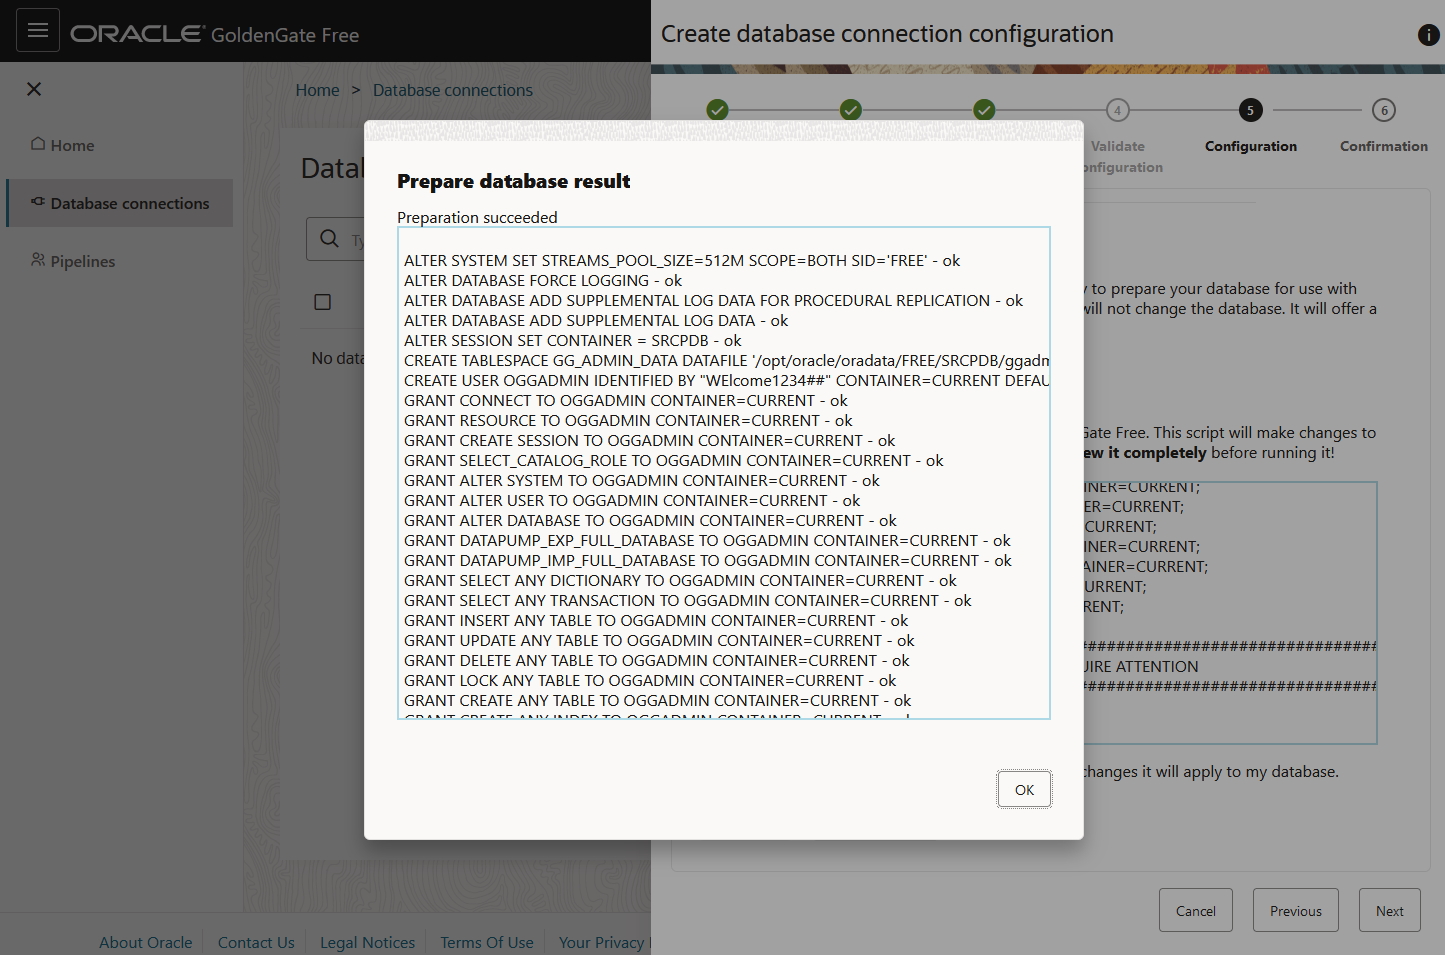 ORACLE GoldenGate Free
Create database connection configuration
Home > Database connections
Home
Database connections
Pipelines
4
5
6
Validate
Configuration
Confirmation
No
Prepare database result
Preparation succeeded
ALTER SYSTEM SET STREAMS_POOL_SIZE=512M SCOPE=BOTH SID='FREE' - ok
ALTER DATABASE FORCE LOGGING - ok
ALTER DATABASE ADD SUPPLEMENTAL LOG DATA FOR PROCEDURAL REPLICATION - ok
ALTER DATABASE ADD SUPPLEMENTAL LOG DATA - ok
ALTER SESSION SET CONTAINER = SRCPDB - ok
CREATE TABLESPACE GG_ADMIN_DATA DATAFILE '/opt/oracle/oradata/FREE/SRCPDB/ggadm
CREATE USER OGGADMIN IDENTIFIED BY "WElcome1234##" CONTAINER=CURRENT DEFAU
GRANT CONNECT TO OGGADMIN CONTAINER=CURRENT - ok
GRANT RESOURCE TO OGGADMIN CONTAINER=CURRENT - ok
GRANT CREATE SESSION TO OGGADMIN CONTAINER=CURRENT - ok
GRANT SELECT_CATALOG_ROLE TO OGGADMIN CONTAINER=CURRENT - ok
GRANT ALTER SYSTEM TO OGGADMIN CONTAINER=CURRENT - ok
GRANT ALTER USER TO OGGADMIN CONTAINER=CURRENT - ok
GRANT ALTER DATABASE TO OGGADMIN CONTAINER=CURRENT - ok
GRANT DATAPUMP_EXP_FULL_DATABASE TO OGGADMIN CONTAINER=CURRENT - ok
GRANT DATAPUMP_IMP_FULL_DATABASE TO OGGADMIN CONTAINER=CURRENT - ok
GRANT SELECT ANY DICTIONARY TO OGGADMIN CONTAINER=CURRENT - ok
GRANT SELECT ANY TRANSACTION TO OGGADMIN CONTAINER=CURRENT - ok
GRANT INSERT ANY TABLE TO OGGADMIN CONTAINER=CURRENT - ok
GRANT UPDATE ANY TABLE TO OGGADMIN CONTAINER=CURRENT - ok
GRANT DELETE ANY TABLE TO OGGADMIN CONTAINER=CURRENT - ok
GRANT LOCK ANY TABLE TO OGGADMIN CONTAINER=CURRENT - ok
GRANT CREATE ANY TABLE TO OGGADMIN CONTAINER=CURRENT - ok
OK
to prepare your database for use with
will not change the database. It will offer a
Gate Free. This script will make changes to
ew it completely before running it!
INER=CURRENT;
ER=CURRENT;
CURRENT;
INER=CURRENT;
AINER=CURRENT;
URRENT;
RENT;
UIRE ATTENTION
changes it will apply to my database.
Cancel
Previous
Next
About Oracle
Contact Us
Legal Notices
Terms Of Use
Your Privacy